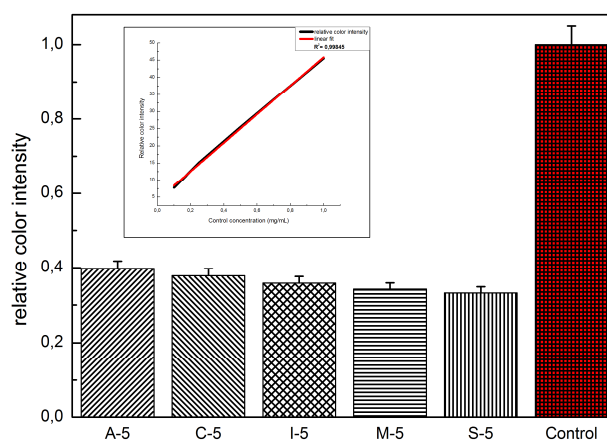 relative color intensity
1,0
0,8
0,6
0,4
0,2
0,0
A-5
C-5
I-5
M-5
S-5
Control
relative color intensity
linear fit
R²= 0,99845
Relative color intensity
50
45
40
35
30
25
20
15
10
5
0,0
0,2
0,4
0,6
0,8
1,0
Control concentration (mg/mL)